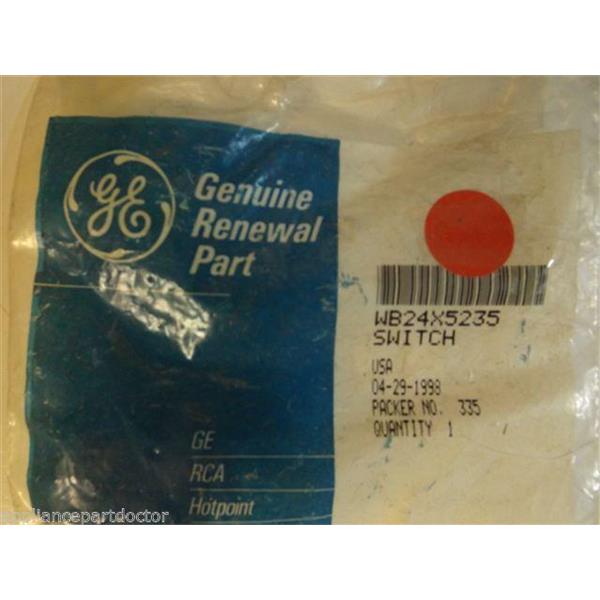 GE
Genuine
Renewal
Part
WB24X5235
SWITCH
USA
04-29-1998
PACKER NO. 335
QUANTITY 1
GE
RCA
Hotpoint
appliancepartdoctor